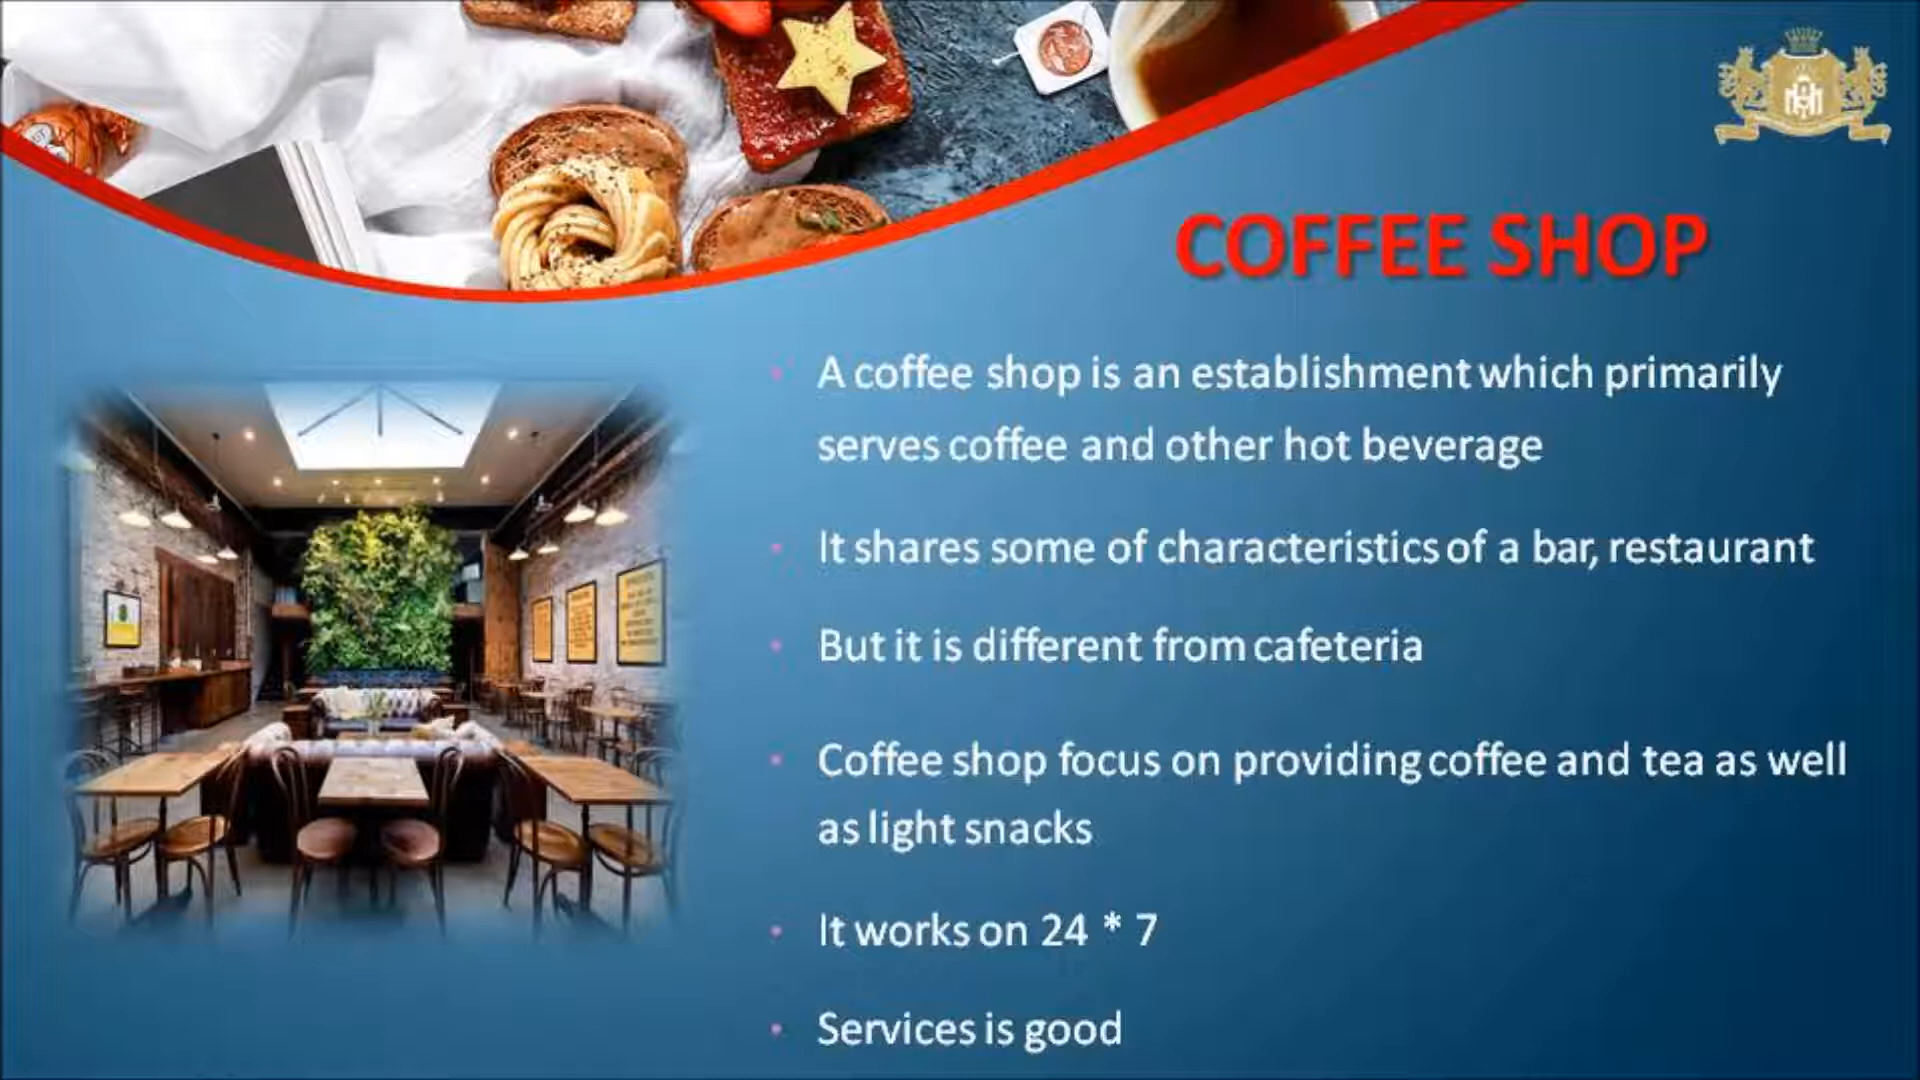 COFFEE SHOP
A coffee shop is an establishment which primarily
serves coffee and other hot beverage
It shares some of characteristics of a bar, restaurant
But it is different from cafeteria
Coffee shop focus on providing coffee and tea as well
as light snacks
It works on 24 * 7
Services is good